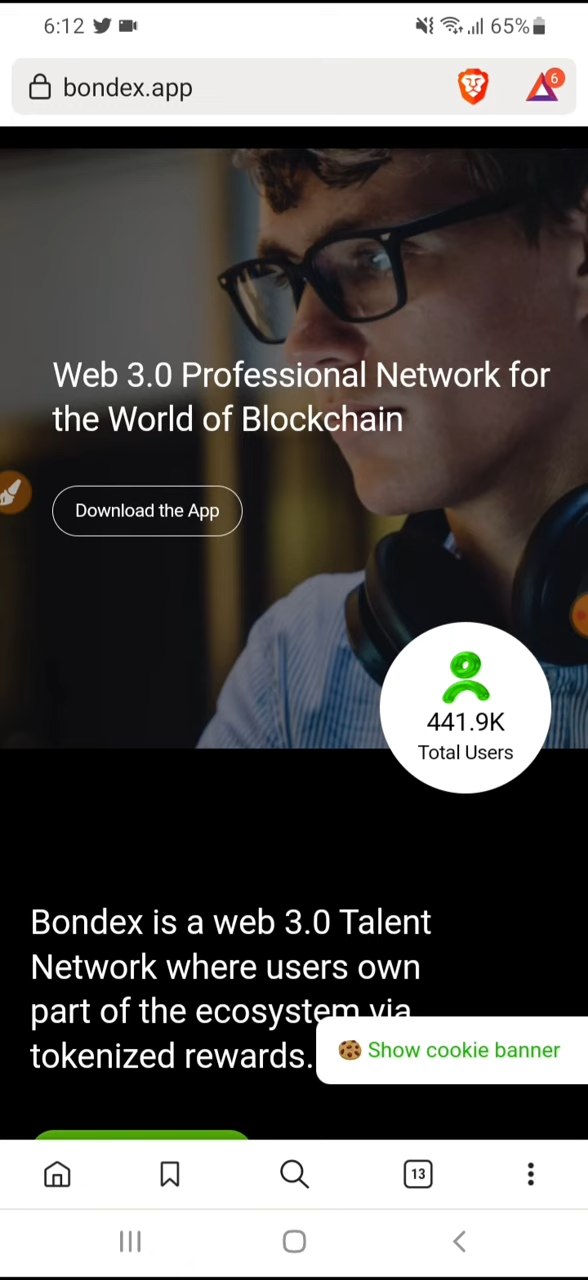 6:12
65%
bondex.app
6
Web 3.0 Professional Network for
the World of Blockchain
Download the App
441.9K
Total Users
Bondex is a web 3.0 Talent
Network where users own
part of the ecosystem via
tokenized rewards.
Show cookie banner
13